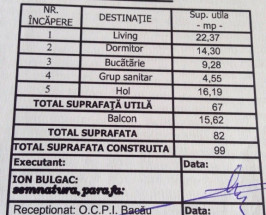 NR. ÎNCĂPERE DESTINAȚIE Sup. utila - mp -
1 Living 22,37
2 Dormitor 14,30
3 Bucătărie 9,28
4 Grup sanitar 4,55
5 Hol 16,19
TOTAL SUPRAFAȚĂ UTILĂ 67
Balcon 15,62
TOTAL SUPRAFATA 82
TOTAL SUPRAFATA CONSTRUITA 99
Executant: Data:
ION BULGAC:
semnatura, parafa:
Receptionat: O.C.P.I. Bacău Data: